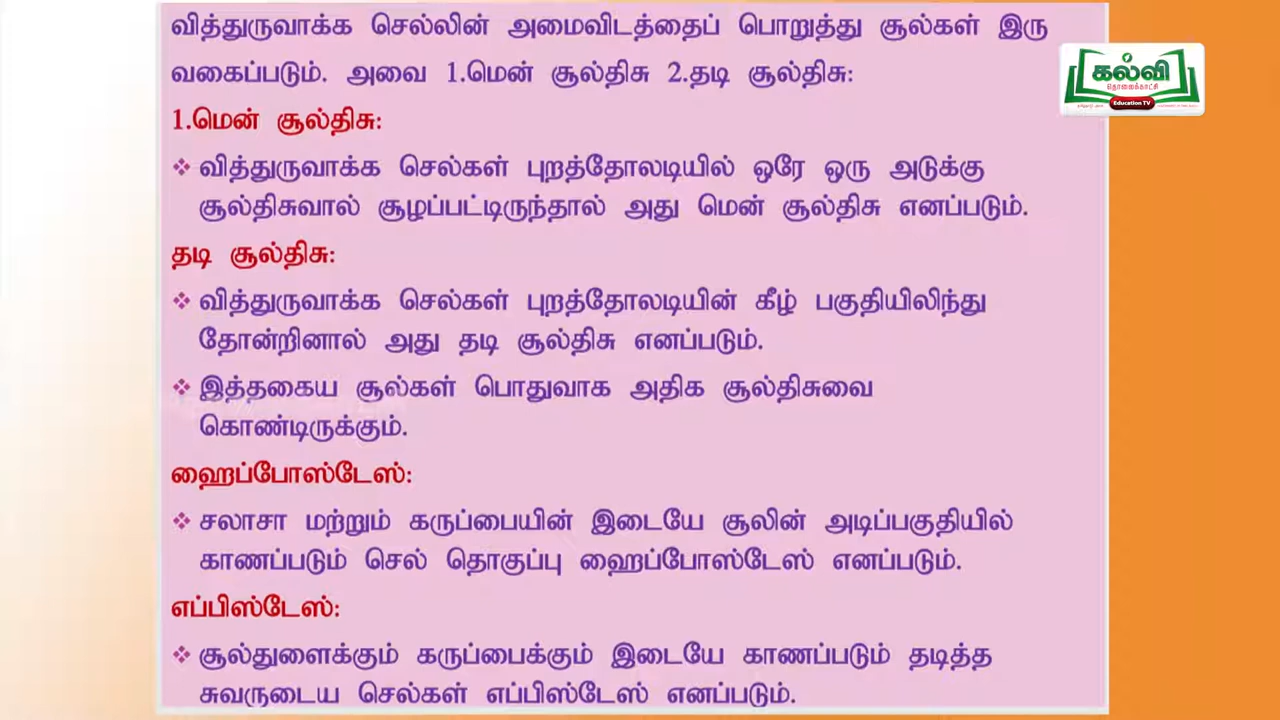 வித்துருவாக்க செல்லின் அமைவிடத்தைப் பொறுத்து சூல்கள் இரு
வகைப்படும். அவை 1.மென் சூல்திசு 2.தடி சூல்திசு:
1.மென் சூல்திசு:
❖ வித்துருவாக்க செல்கள் புறத்தோலடியில் ஒரே ஒரு அடுக்கு
சூல்திசுவால் சூழப்பட்டிருந்தால் அது மென் சூல்திசு எனப்படும்.
தடி சூல்திசு:
❖ வித்துருவாக்க செல்கள் புறத்தோலடியின் கீழ் பகுதியிலிந்து
தோன்றினால் அது தடி சூல்திசு எனப்படும்.
❖ இத்தகைய சூல்கள் பொதுவாக அதிக சூல்திசுவை
கொண்டிருக்கும்.
ஹைப்போஸ்டேஸ்:
❖ சலாசா மற்றும் கருப்பையின் இடையே சூலின் அடிப்பகுதியில்
காணப்படும் செல் தொகுப்பு ஹைப்போஸ்டேஸ் எனப்படும்.
எப்பிஸ்டேஸ்:
❖ சூல்துளைக்கும் கருப்பைக்கும் இடையே காணப்படும் தடித்த
சுவருடைய செல்கள் எப்பிஸ்டேஸ் எனப்படும்.
கல்வி
தொலைக்காட்சி
Education TV